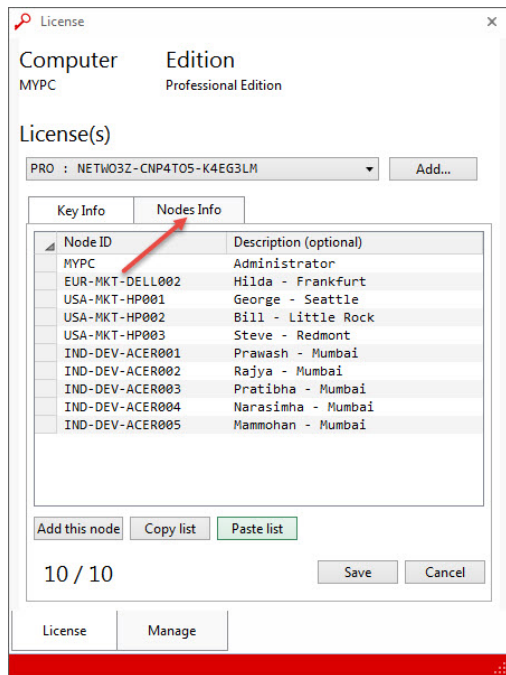 License
Computer Edition
MYPC Professional Edition
License(s)
PRO : NETWO3Z-CNP4TO5-K4EG3LM Add...
Key Info Nodes Info
Node ID Description (optional)
MYPC Administrator
EUR-MKT-DELL002 Hilda - Frankfurt
USA-MKT-HP001 George - Seattle
USA-MKT-HP002 Bill - Little Rock
USA-MKT-HP003 Steve - Redmont
IND-DEV-ACER001 Prawash - Mumbai
IND-DEV-ACER002 Rajya - Mumbai
IND-DEV-ACER003 Pratibha - Mumbai
IND-DEV-ACER004 Narasimha - Mumbai
IND-DEV-ACER005 Mammohan - Mumbai
Add this node Copy list Paste list
10 / 10 Save Cancel
License Manage